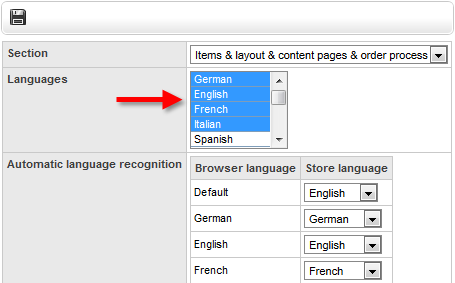 Section Items & layout & content pages & order process
Languages German
English
French
Italian
Spanish
Automatic language recognition Browser language Store language
Default English
German German
English English
French French